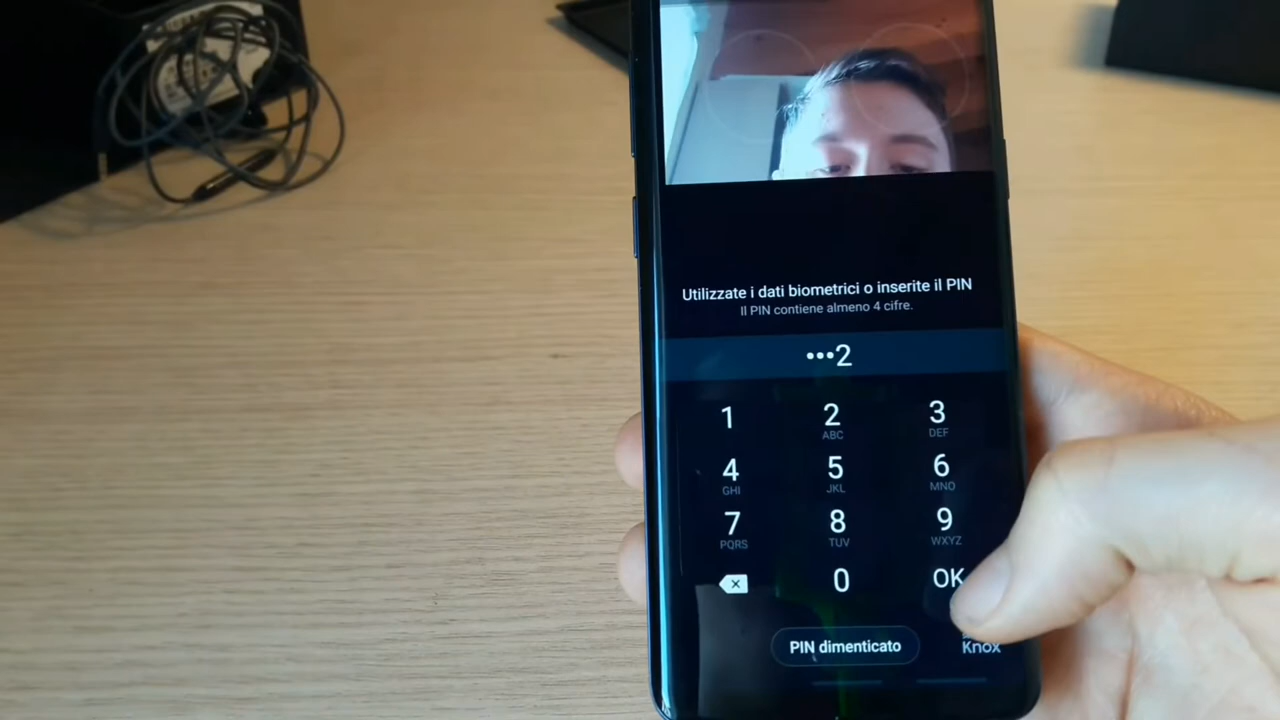 Utilizzate i dati biometrici o inserite il PIN
Il PIN contiene almeno 4 cifre.
•••2
1 2 3
ABC DEF
4 5 6
GHI JKL MNO
7 8 9
PQRS TUV WXYZ
0 OK
PIN dimenticato
Knox